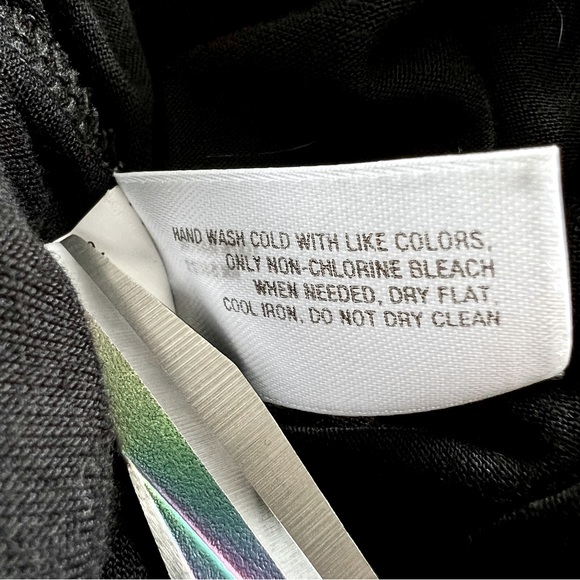 HAND WASH COLD WITH LIKE COLORS,
ONLY NON-CHLORINE BLEACH
WHEN NEEDED, DRY FLAT,
COOL IRON, DO NOT DRY CLEAN